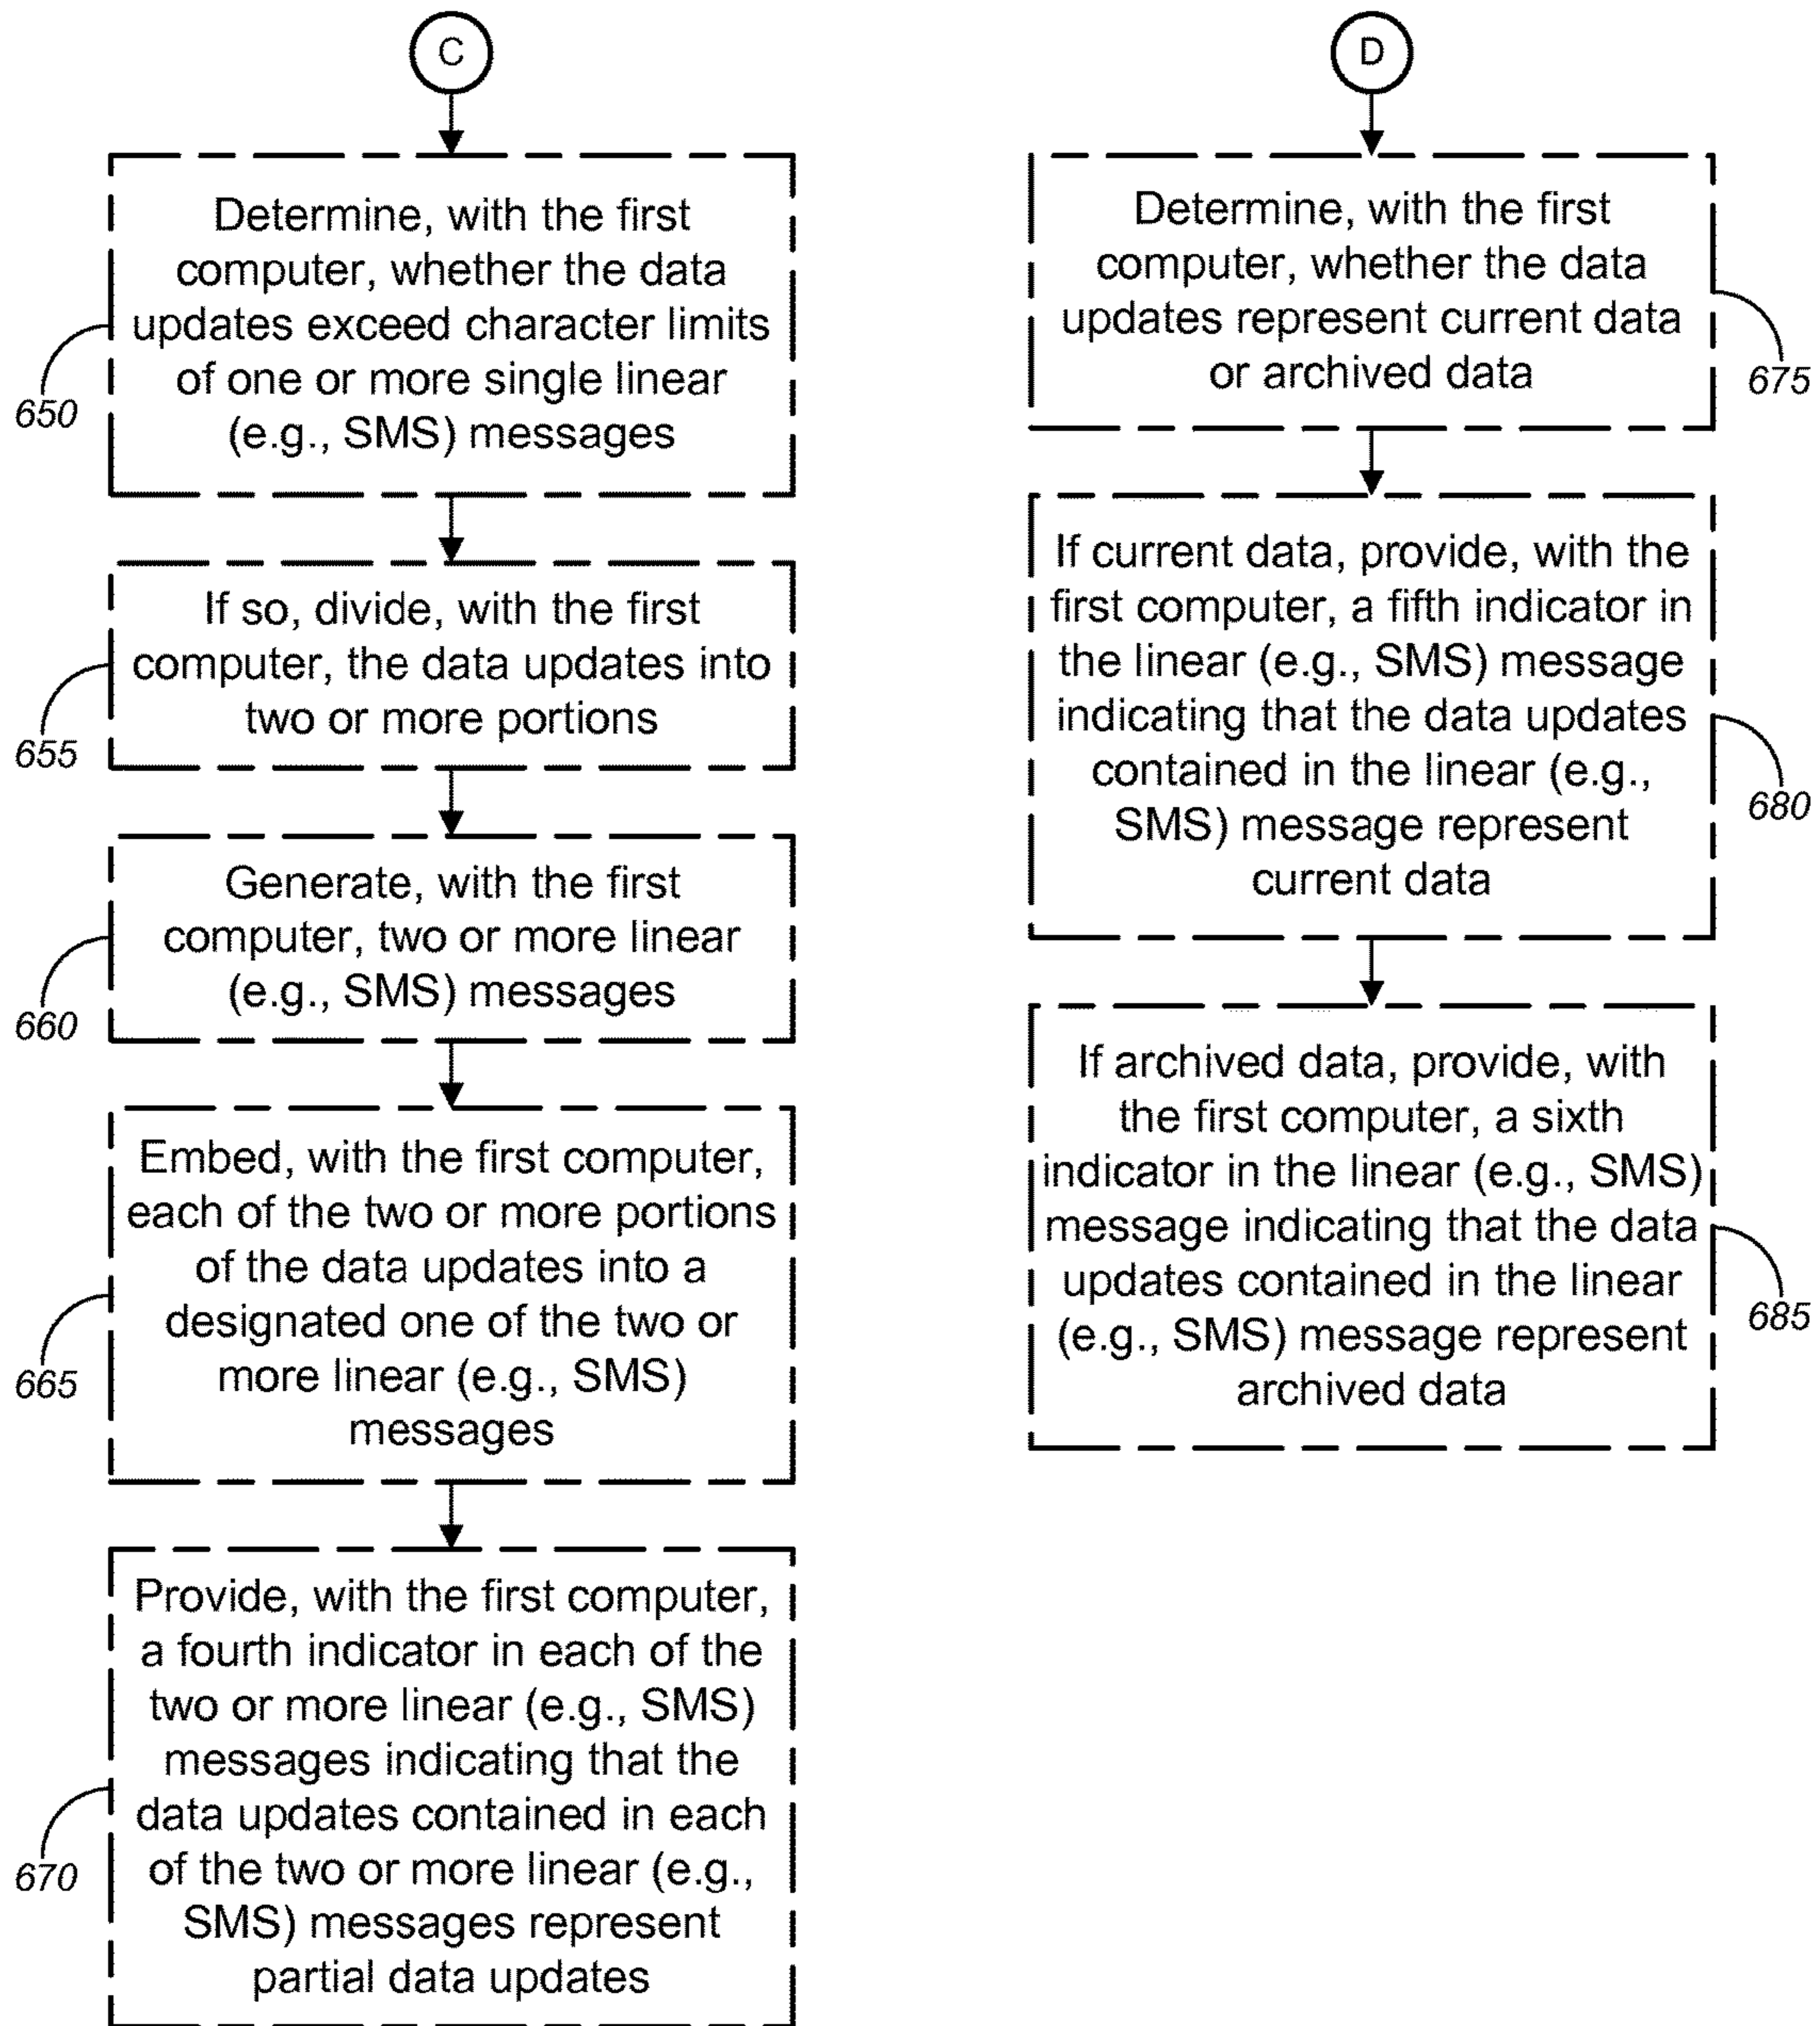 C
Determine, with the first
computer, whether the data
updates exceed character limits
of one or more single linear
(e.g., SMS) messages
650
If so, divide, with the first
computer, the data updates into
two or more portions
655
Generate, with the first
computer, two or more linear
(e.g., SMS) messages
660
Embed, with the first computer,
each of the two or more portions
of the data updates into a
designated one of the two or
more linear (e.g., SMS)
messages
665
Provide, with the first computer,
a fourth indicator in each of the
two or more linear (e.g., SMS)
messages indicating that the
data updates contained in each
of the two or more linear (e.g.,
SMS) messages represent
partial data updates
670
D
Determine, with the first
computer, whether the data
updates represent current data
or archived data
675
If current data, provide, with the
first computer, a fifth indicator in
the linear (e.g., SMS) message
indicating that the data updates
contained in the linear (e.g.,
SMS) message represent
current data
680
If archived data, provide, with
the first computer, a sixth
indicator in the linear (e.g., SMS)
message indicating that the data
updates contained in the linear
(e.g., SMS) message represent
archived data
685